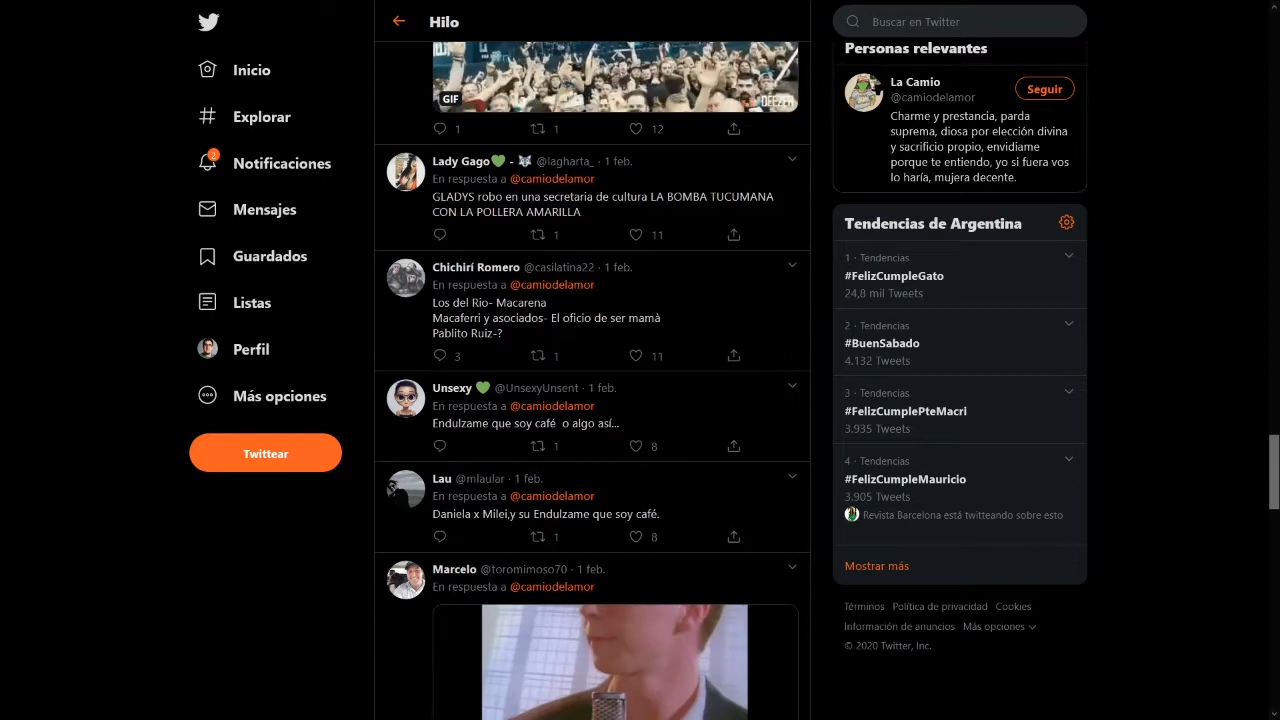 Inicio
Explorar
2
Notificaciones
Mensajes
Guardados
Listas
Perfil
Más opciones
Twittear
Hilo
GIF
DEEZER
1 1 12
Lady Gago💚 - 🐺 @lagharta_ · 1 feb.
En respuesta a @camiodelamor
GLADYS robo en una secretaria de cultura LA BOMBA TUCUMANA
CON LA POLLERA AMARILLA
1 11
Chichirí Romero @casilatina22 · 1 feb.
En respuesta a @camiodelamor
Los del Rio- Macarena
Macaferri y asociados- El oficio de ser mamà
Pablito Ruiz-?
3 1 11
Unsexy 💚 @UnsexyUnsent · 1 feb.
En respuesta a @camiodelamor
Endulzame que soy café  o algo así...
1 8
Lau @mlaular · 1 feb.
En respuesta a @camiodelamor
Daniela x Milei,y su Endulzame que soy café.
1 8
Marcelo @toromimoso70 · 1 feb.
En respuesta a @camiodelamor
Buscar en Twitter
Personas relevantes
La Camio
@camiodelamor
Seguir
Charme y prestancia, parda
suprema, diosa por elección divina
y sacrificio propio, envidiame
porque te entiendo, yo si fuera vos
lo haría, mujera decente.
Tendencias de Argentina
1 · Tendencias
#FelizCumpleGato
24,8 mil Tweets
2 · Tendencias
#BuenSabado
4.132 Tweets
3 · Tendencias
#FelizCumplePteMacri
3.935 Tweets
4 · Tendencias
#FelizCumpleMauricio
3.905 Tweets
Revista Barcelona está twitteando sobre esto
Mostrar más
Términos Política de privacidad Cookies
Información de anuncios Más opciones
© 2020 Twitter, Inc.